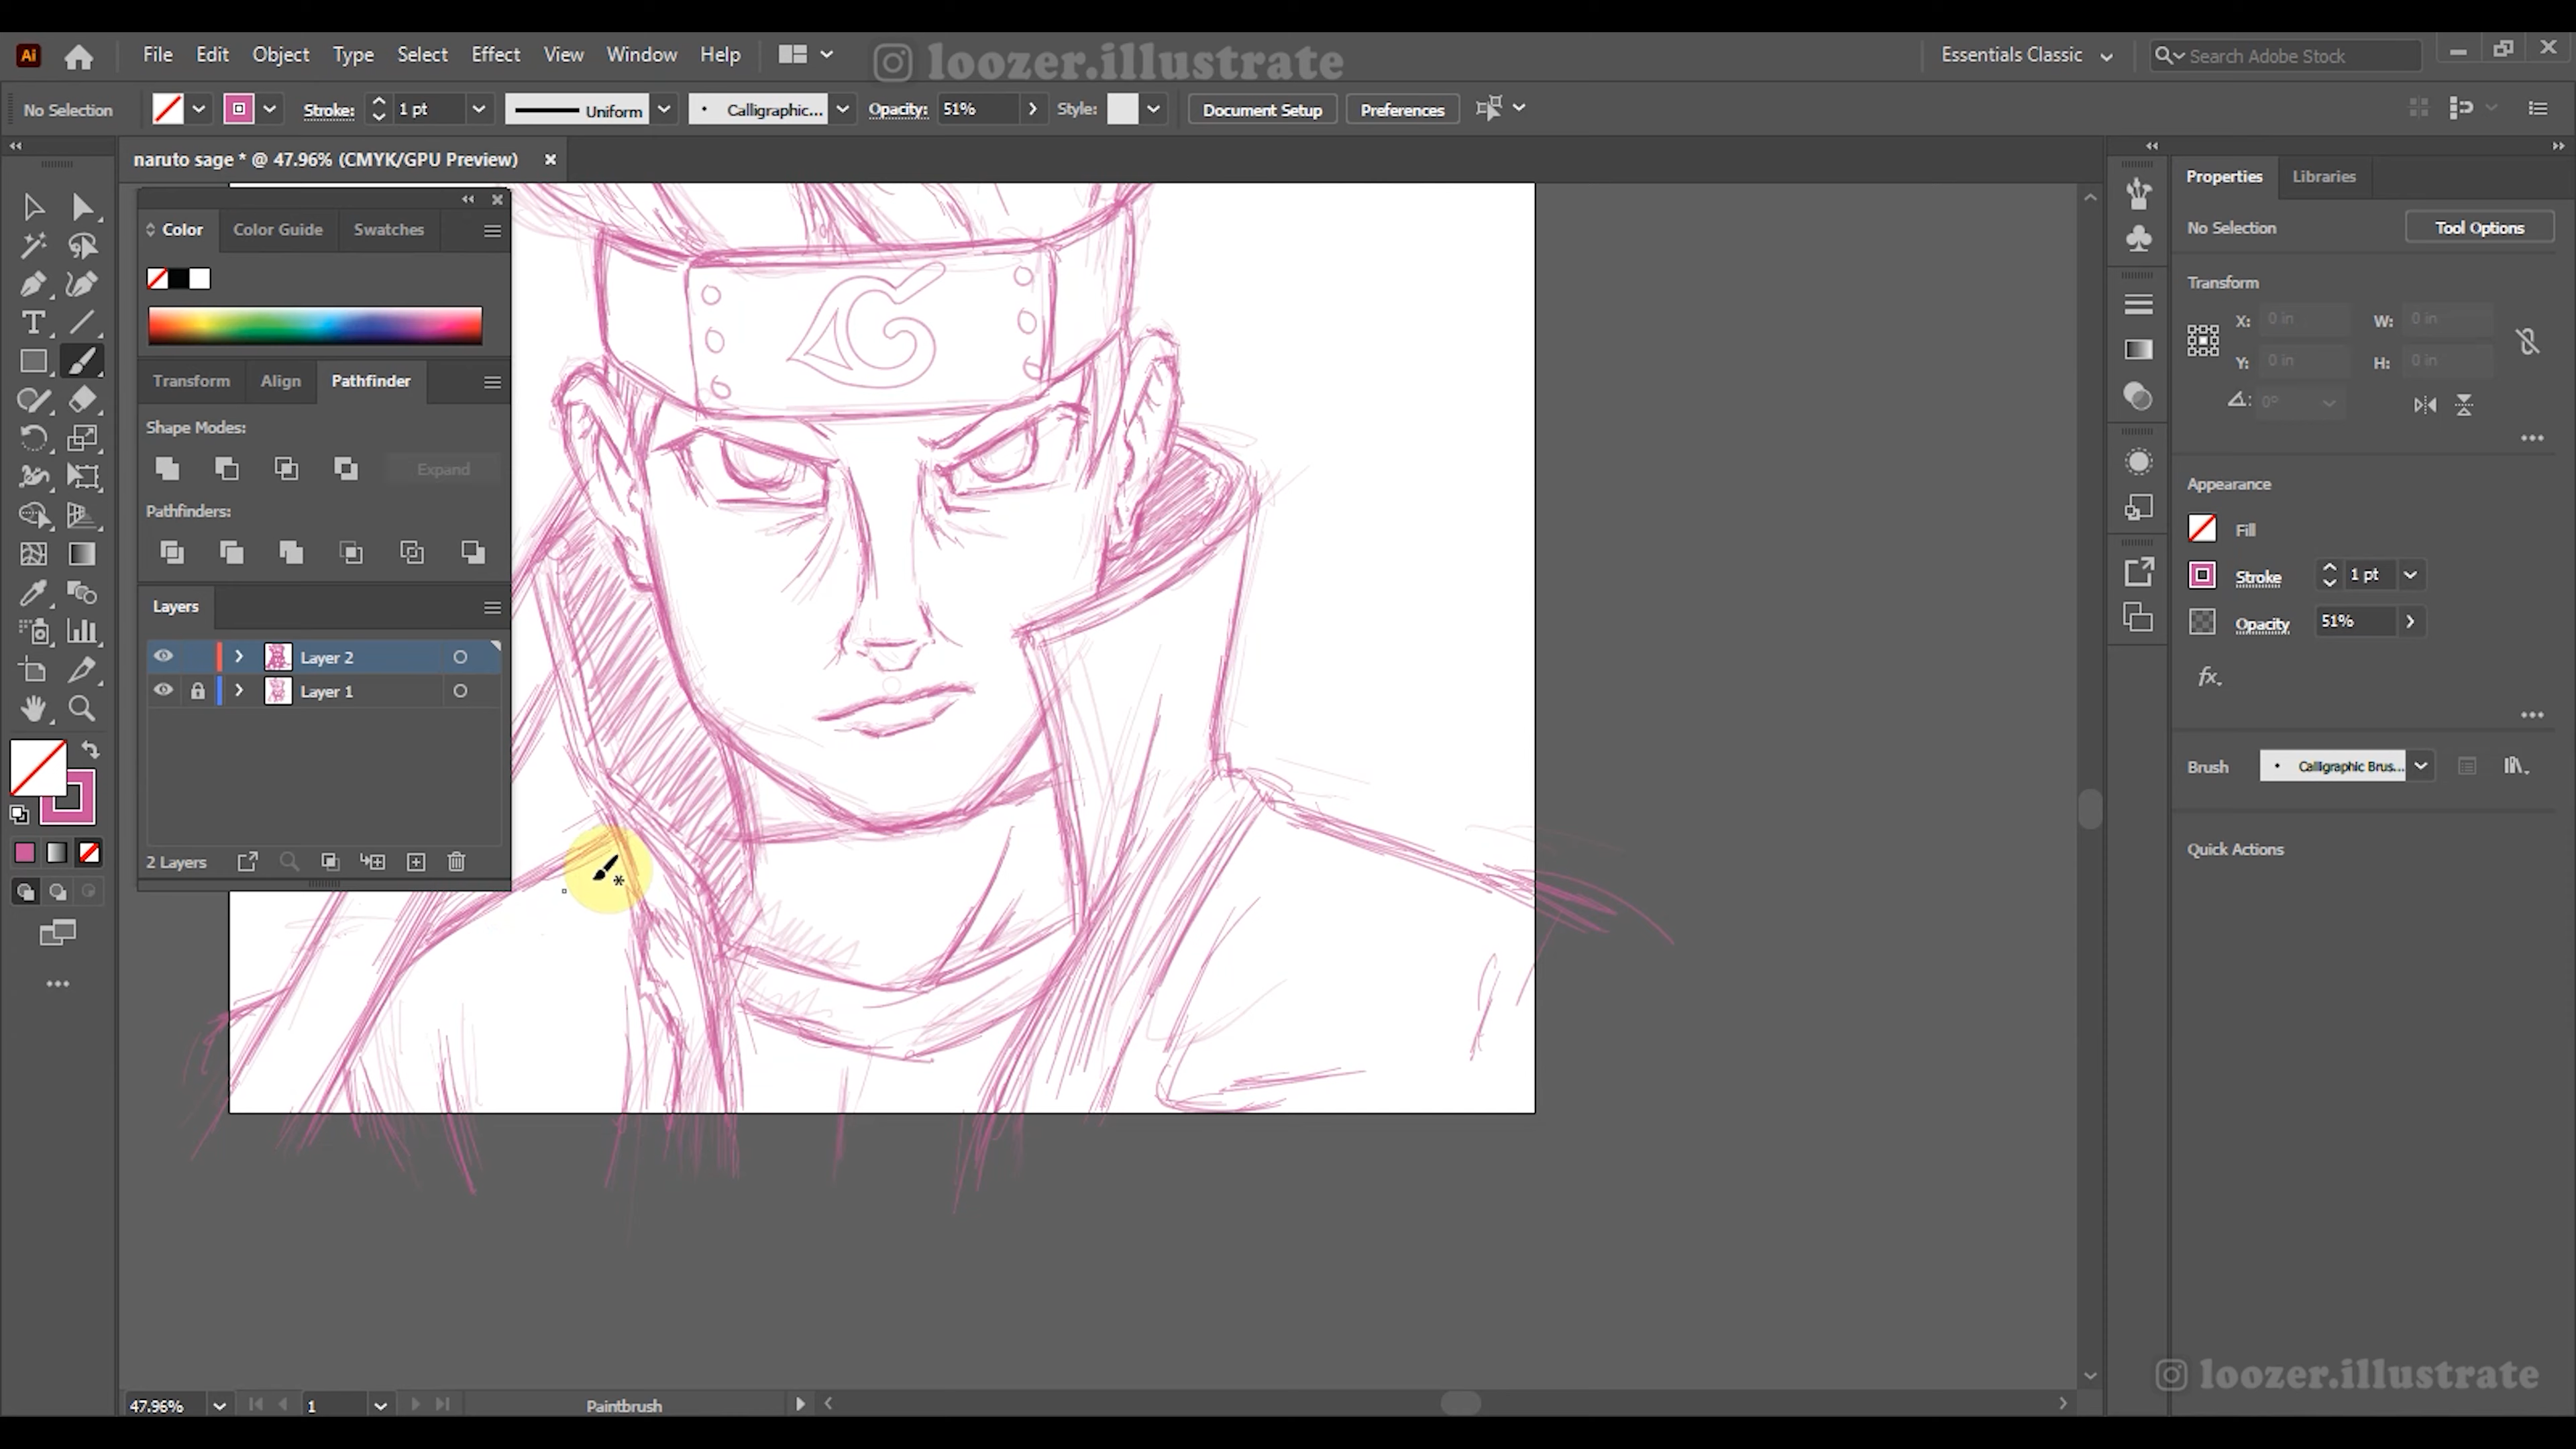 Ai File Edit Object Type Select Effect View Window Help loozer.illustrate Essentials Classic Search Adobe Stock
No Selection Stroke: 1 pt Uniform Calligraphic... Opacity: 51% Style: Document Setup Preferences
naruto sage * @ 47.96% (CMYK/GPU Preview)
Properties Libraries
Color Color Guide Swatches
No Selection Tool Options
Transform
X: 0 in W: 0 in
Y: 0 in H: 0 in
0°
Transform Align Pathfinder
Shape Modes:
Expand
Pathfinders:
Appearance
Fill
Stroke 1 pt
Opacity 51%
fx.
Layers
Layer 2
Layer 1
2 Layers
Brush Calligraphic Brus...
Quick Actions
loozer.illustrate
47.96% 1 Paintbrush